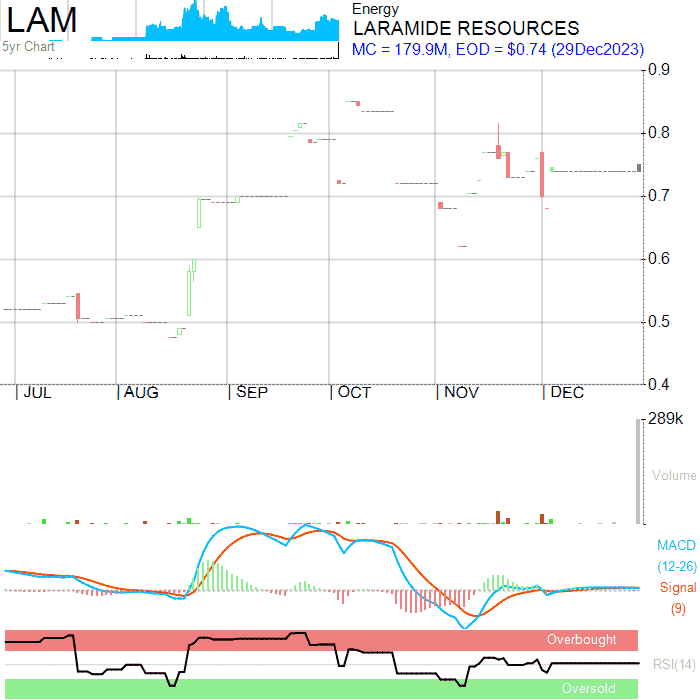 LAM
5yr Chart
Energy
LARAMIDE RESOURCES
MC = 179.9M, EOD = $0.74 (29Dec2023)
0.9
0.8
0.7
0.6
0.5
0.4
JUL AUG SEP OCT NOV DEC
289k
Volume
MACD
(12-26)
Signal
(9)
Overbought
RSI(14)
Oversold